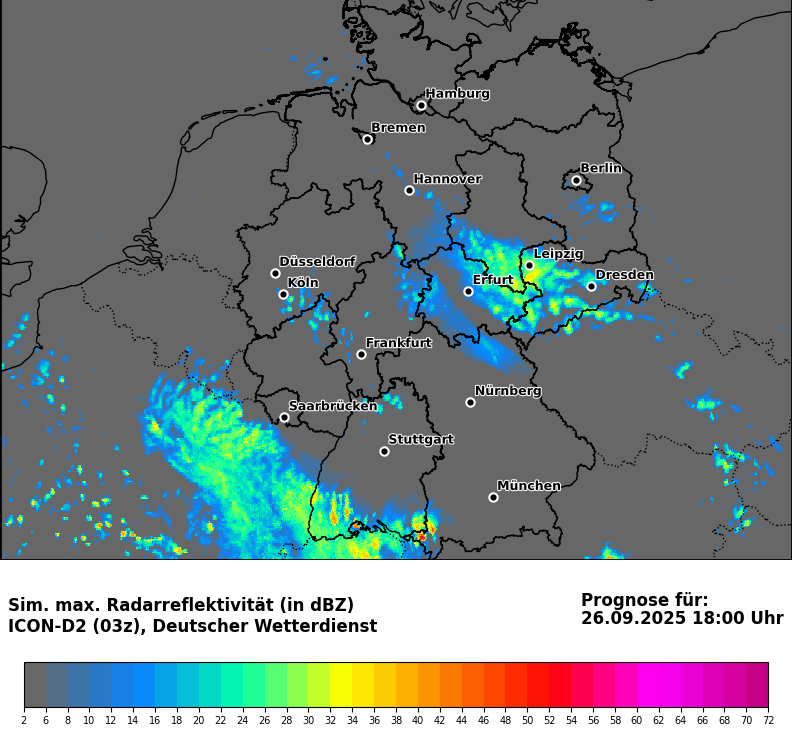 Hamburg
Bremen
Berlin
Hannover
Leipzig
Düsseldorf
Dresden
Köln
Erfurt
Frankfurt
Nürnberg
Saarbrücken
Stuttgart
München
Sim. max. Radarreflektivität (in dBZ)
ICON-D2 (03z), Deutscher Wetterdienst
Prognose für:
26.09.2025 18:00 Uhr
2 6 8 10 12 14 16 18 20 22 24 26 28 30 32 34 36 38 40 42 44 46 48 50 52 54 56 58 60 62 64 66 68 70 72